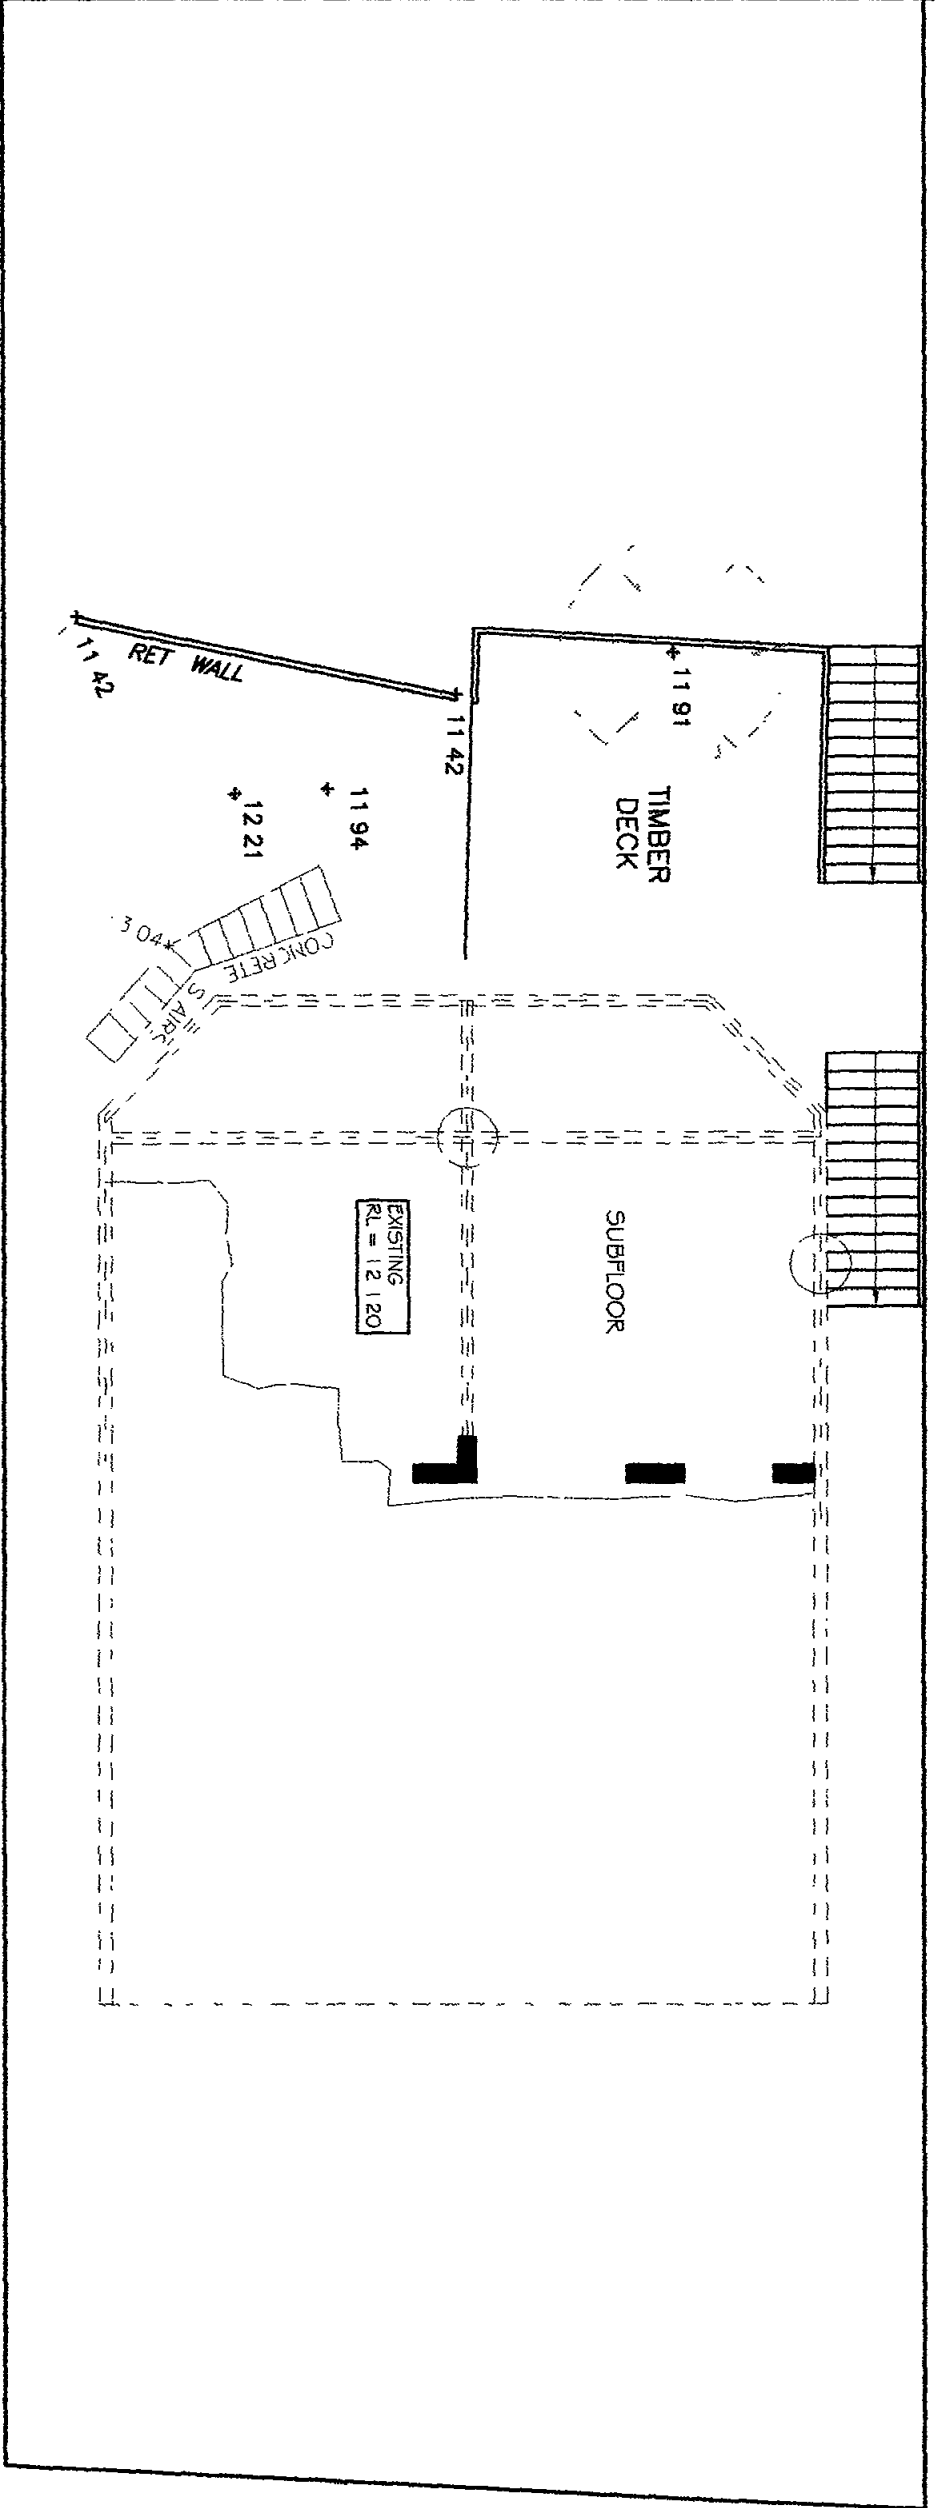 11 42
RET WALL
11 42
11 91
TIMBER
DECK
11 94
12 21
3 04
CONCRETE
S AIRS
SUBFLOOR
EXISTING
RL = 12 120